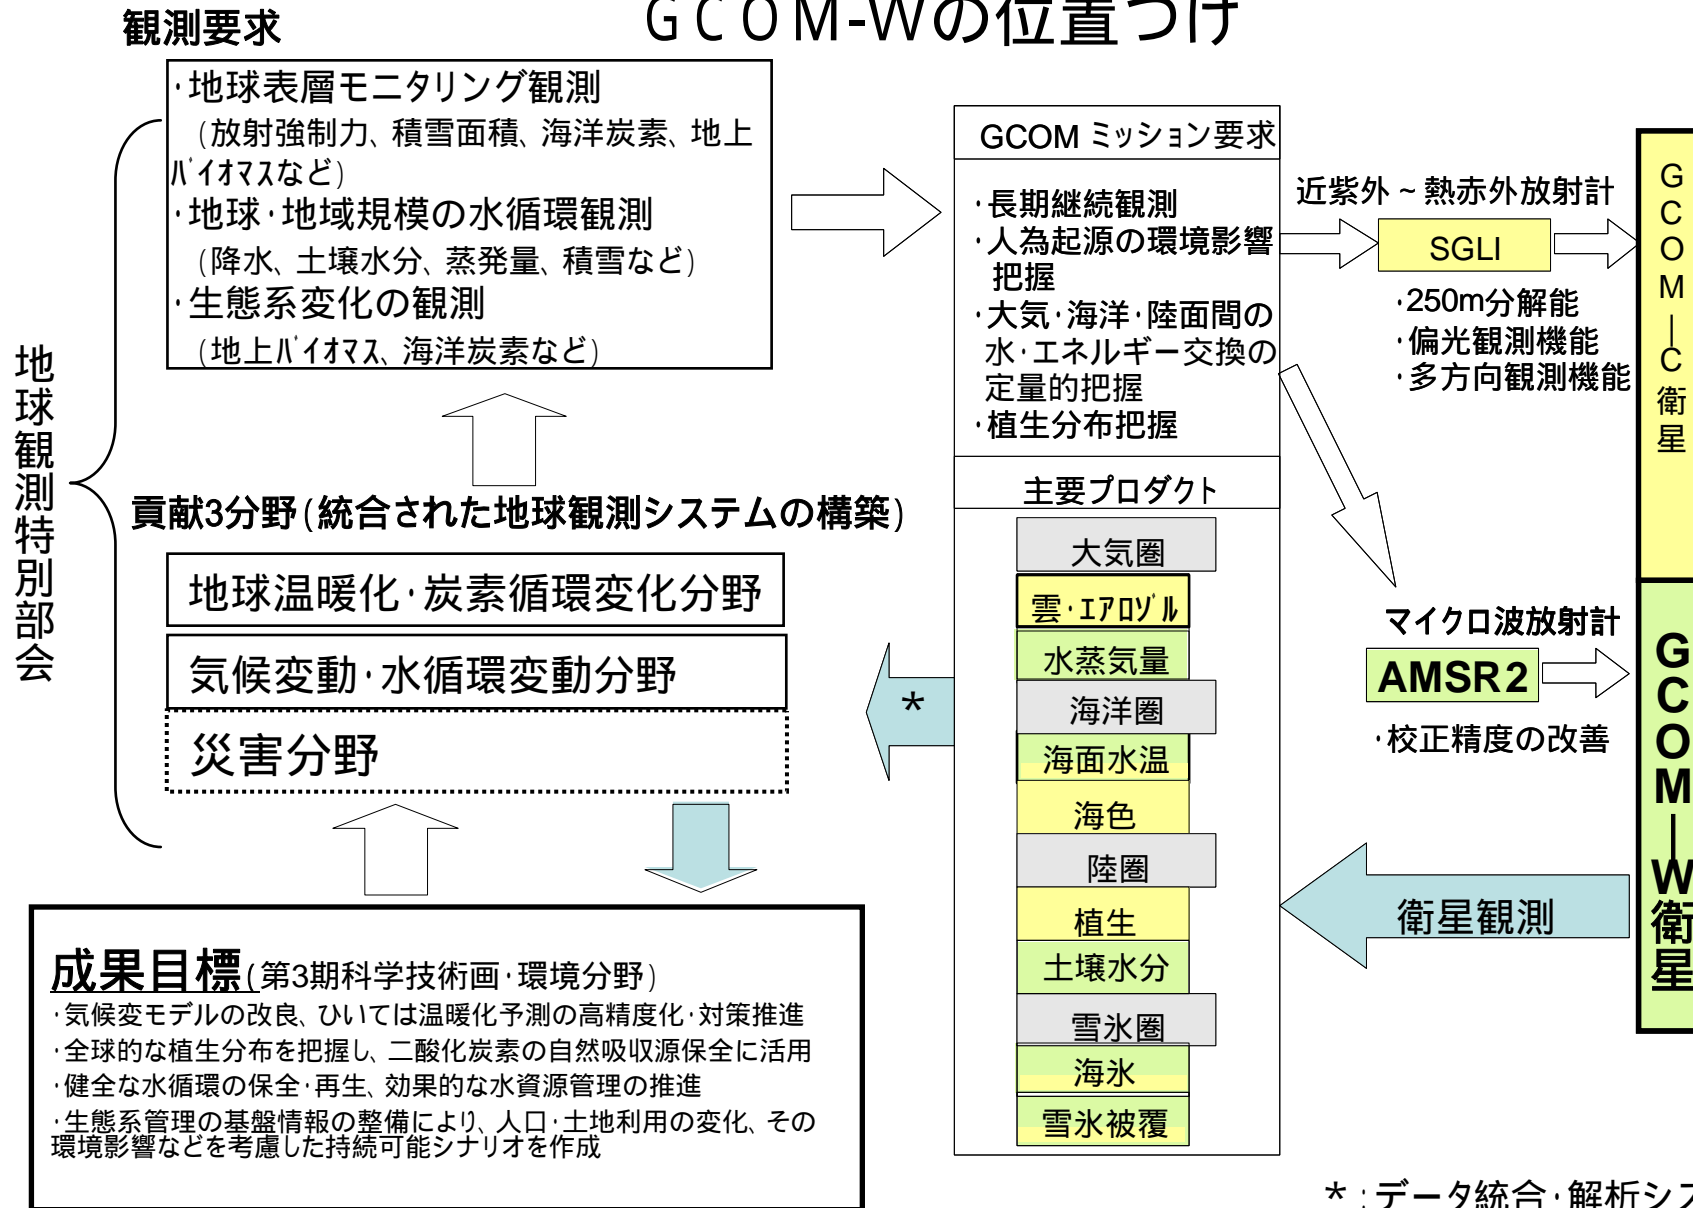 GCOM-Wの位置づけ
観測要求
・地球表層モニタリング観測
(放射強制力、積雪面積、海洋炭素、地上
バイオマスなど)
・地球・地域規模の水循環観測
(降水、土壌水分、蒸発量、積雪など)
・生態系変化の観測
(地上バイオマス、海洋炭素など)
地球観測特別部会
貢献3分野(統合された地球観測システムの構築)
地球温暖化・炭素循環変化分野
気候変動・水循環変動分野
災害分野
成果目標(第3期科学技術画・環境分野)
・気候変モデルの改良、ひいては温暖化予測の高精度化・対策推進
・全球的な植生分布を把握し、二酸化炭素の自然吸収源保全に活用
・健全な水循環の保全・再生、効果的な水資源管理の推進
・生態系管理の基盤情報の整備により、人口・土地利用の変化、その
環境影響などを考慮した持続可能シナリオを作成
GCOM ミッション要求
・長期継続観測
・人為起源の環境影響
把握
・大気・海洋・陸面間の
水・エネルギー交換の
定量的把握
・植生分布把握
主要プロダクト
大気圏
雲・エアロゾル
水蒸気量
海洋圏
海面水温
海色
陸圏
植生
土壌水分
雪氷圏
海氷
雪氷被覆
*
近紫外~熱赤外放射計
SGLI
・250m分解能
・偏光観測機能
・多方向観測機能
GCOM-C衛星
マイクロ波放射計
AMSR2
・校正精度の改善
GCOM-W衛星
衛星観測
*:データ統合・解析シス